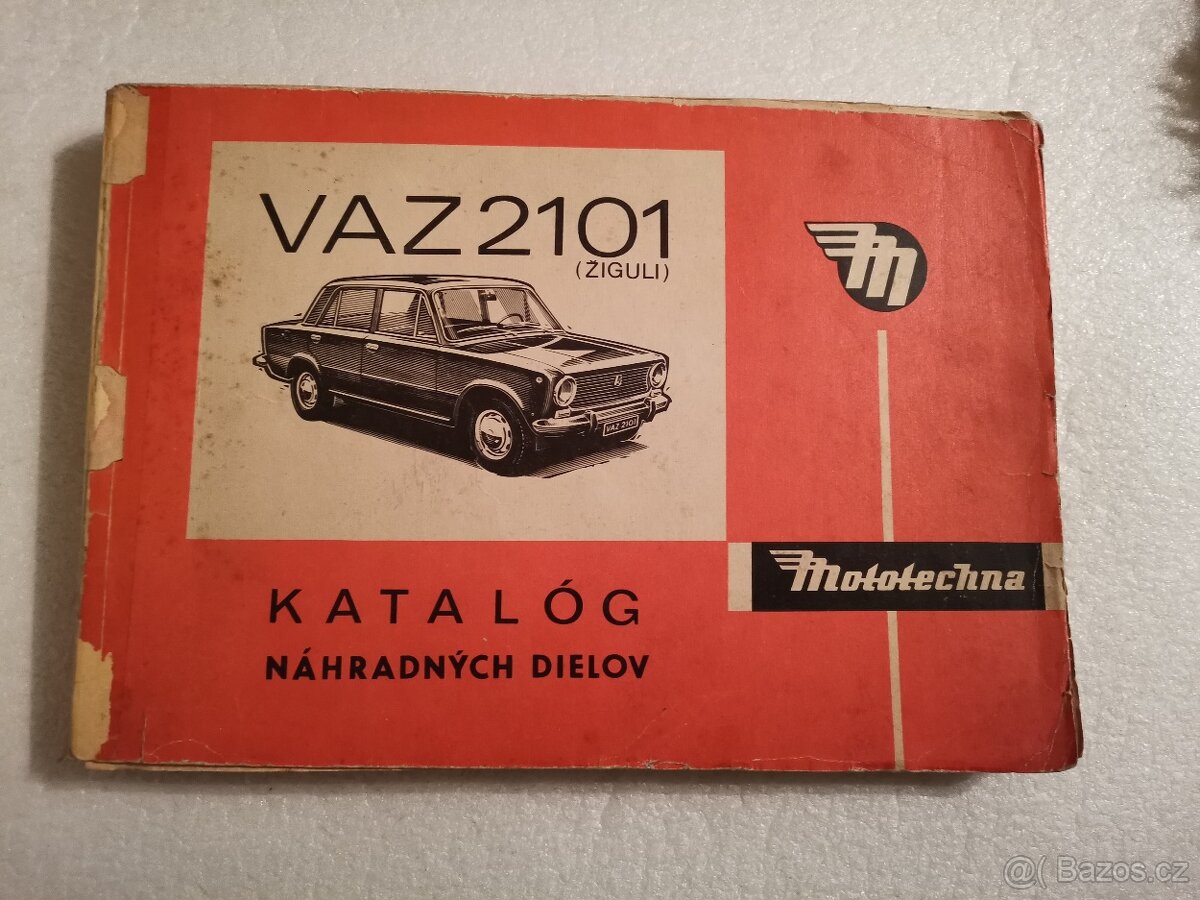 VAZ 2101
(ŽIGULI)
VAZ 2101
M
Mototechna
KATALÓG
NÁHRADNÝCH DIELOV
@( Bazos.cz